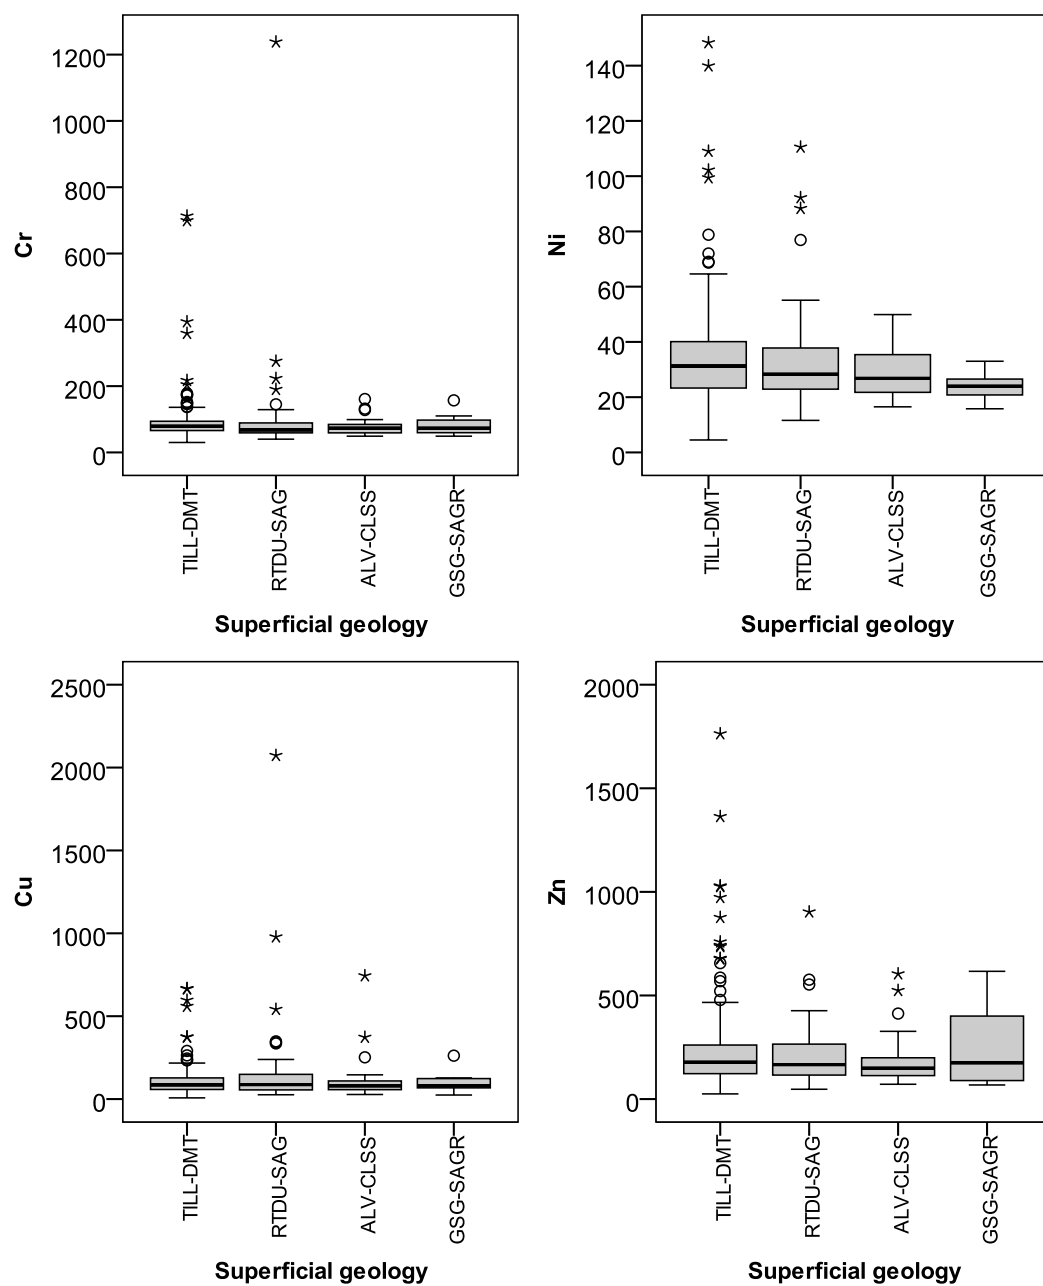 Cr
1200
1000
800
600
400
200
0
TILL-DMT
RTDU-SAG
ALV-CLSS
GSG-SAGR
Superficial geology
Ni
140
120
100
80
60
40
20
0
TILL-DMT
RTDU-SAG
ALV-CLSS
GSG-SAGR
Superficial geology
Cu
2500
2000
1500
1000
500
0
TILL-DMT
RTDU-SAG
ALV-CLSS
GSG-SAGR
Superficial geology
Zn
2000
1500
1000
500
0
TILL-DMT
RTDU-SAG
ALV-CLSS
GSG-SAGR
Superficial geology